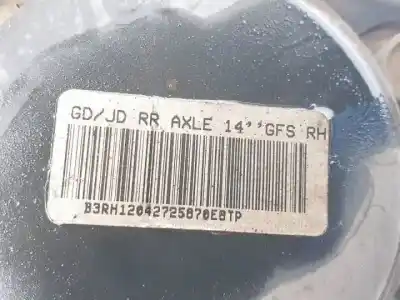 GD/JD RR AXLE 14''GFS RH
B3RH12042725870E8TP